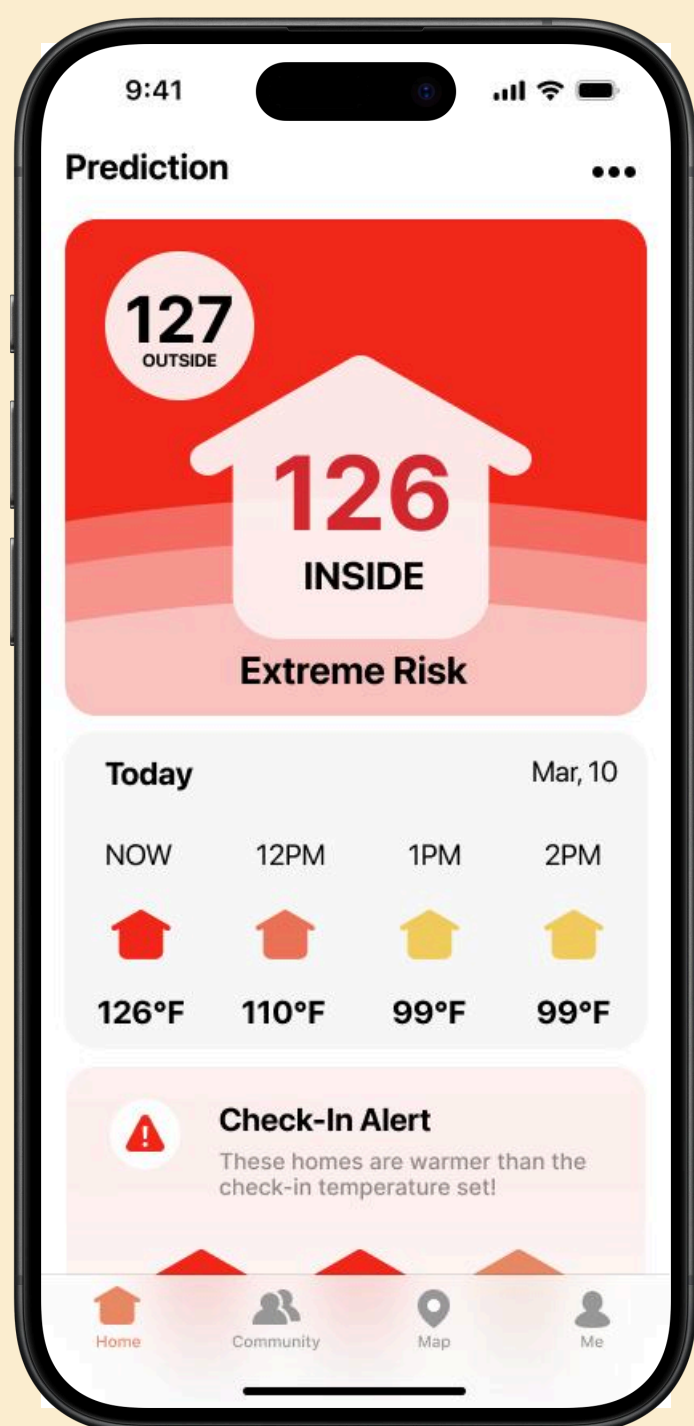 9:41
Prediction
127
OUTSIDE
126
INSIDE
Extreme Risk
Today Mar, 10
NOW 12PM 1PM 2PM
126°F 110°F 99°F 99°F
Check-In Alert
These homes are warmer than the
check-in temperature set!
Home Community Map Me